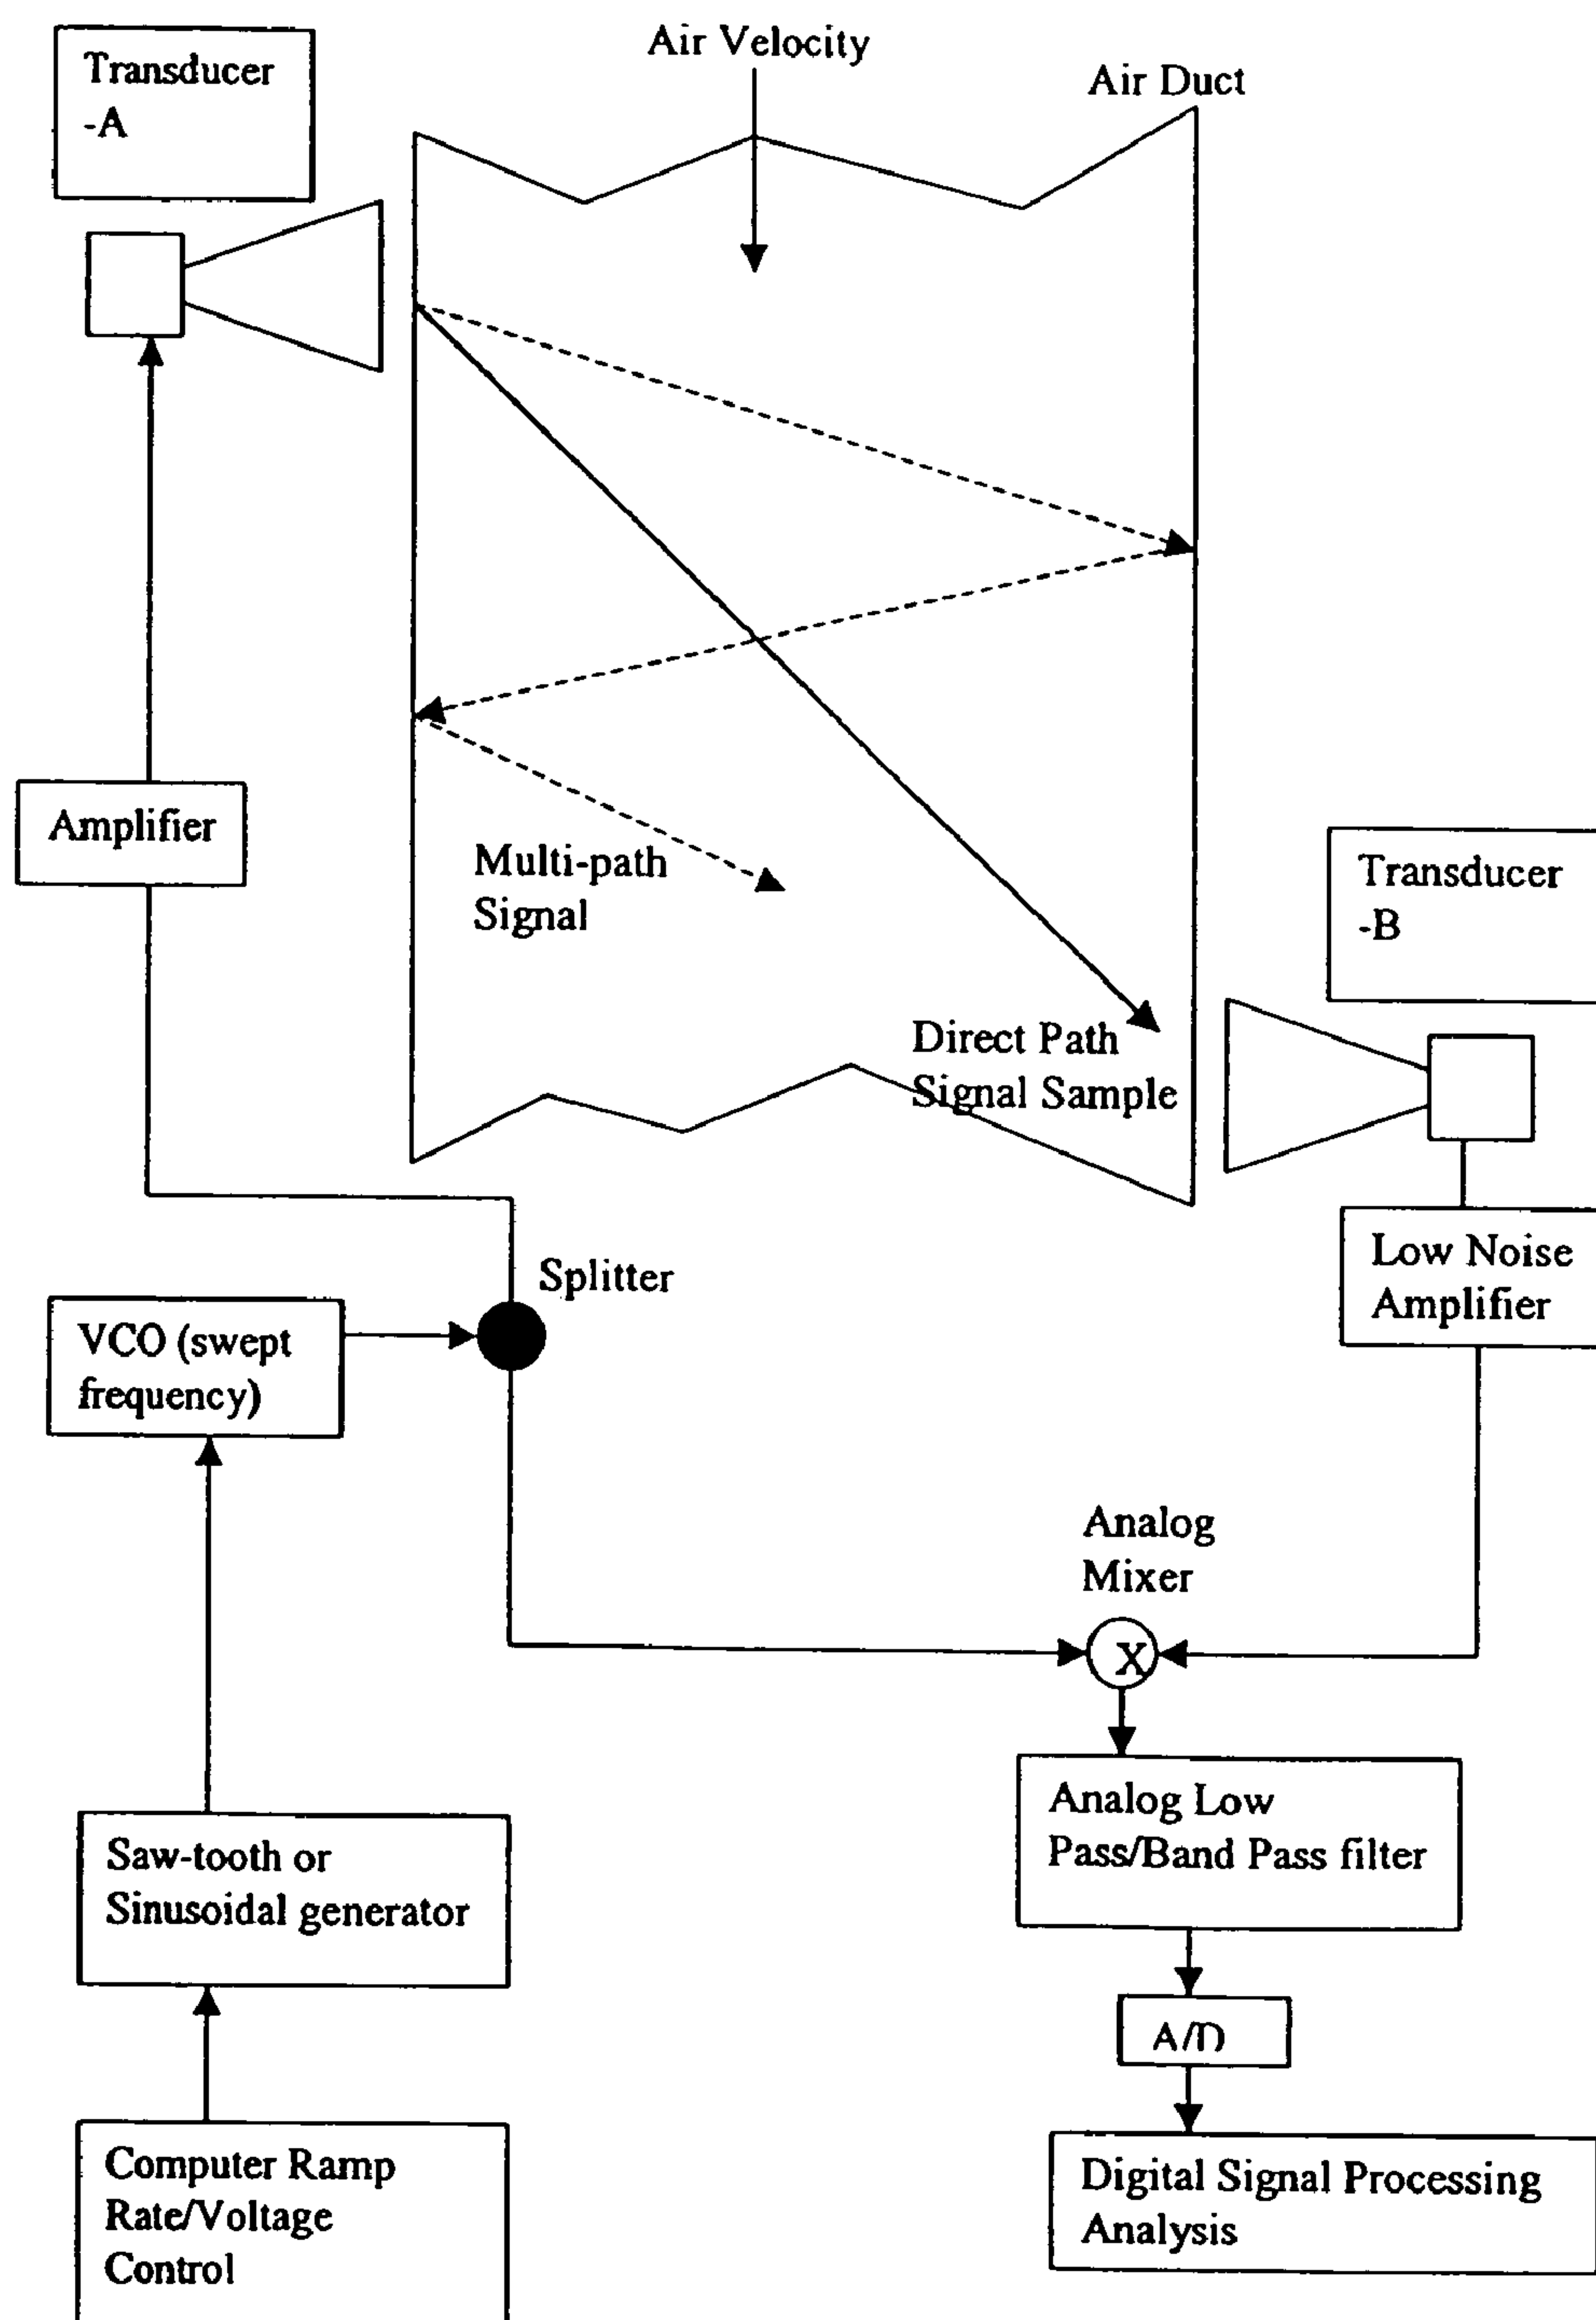 Air Velocity
Transducer
-A
Air Duct
Amplifier
Multi-path
Signal
Transducer
-B
Direct Path
Signal Sample
Low Noise
Amplifier
Splitter
VCO (swept
frequency)
Analog
Mixer
X
Analog Low
Pass/Band Pass filter
Saw-tooth or
Sinusoidal generator
A/D
Computer Ramp
Rate/Voltage
Control
Digital Signal Processing
Analysis